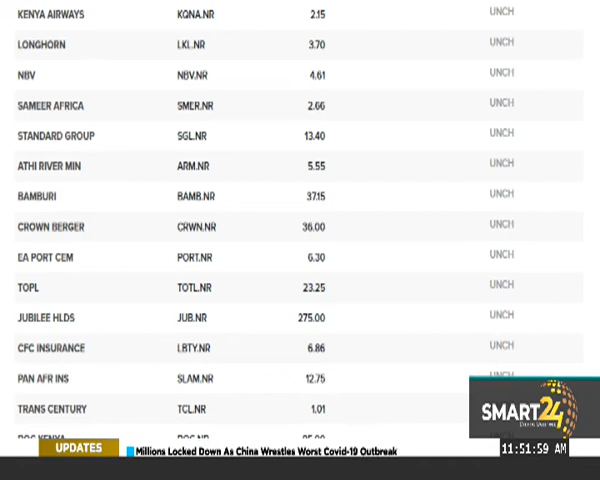 KENYA AIRWAYS KQNA.NR 2.15 UNCH
LONGHORN LKL.NR 3.70 UNCH
NBV NBV.NR 4.61 UNCH
SAMEER AFRICA SMER.NR 2.66 UNCH
STANDARD GROUP SGL.NR 13.40 UNCH
ATHI RIVER MIN ARM.NR 5.55 UNCH
BAMBURI BAMB.NR 37.15 UNCH
CROWN BERGER CRWN.NR 36.00 UNCH
EA PORT CEM PORT.NR 6.30 UNCH
TOPL TOTL.NR 23.25 UNCH
JUBILEE HLDS JUB.NR 275.00 UNCH
CFC INSURANCE LBTY.NR 6.86 UNCH
PAN AFR INS SLAM.NR 12.75 UNCH
TRANS CENTURY TCL.NR 1.01
SMART24
UPDATES Millions Locked Down As China Wrestles Worst Covid-19 Outbreak 11:51:59 AM